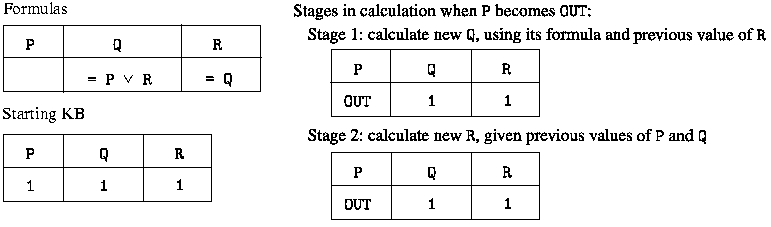 Formulas
P Q R
= P ∨ R = Q
Starting KB
P Q R
1 1 1
Stages in calculation when P becomes OUT:
Stage 1: calculate new Q, using its formula and previous value of R
P Q R
OUT 1 1
Stage 2: calculate new R, given previous values of P and Q
P Q R
OUT 1 1